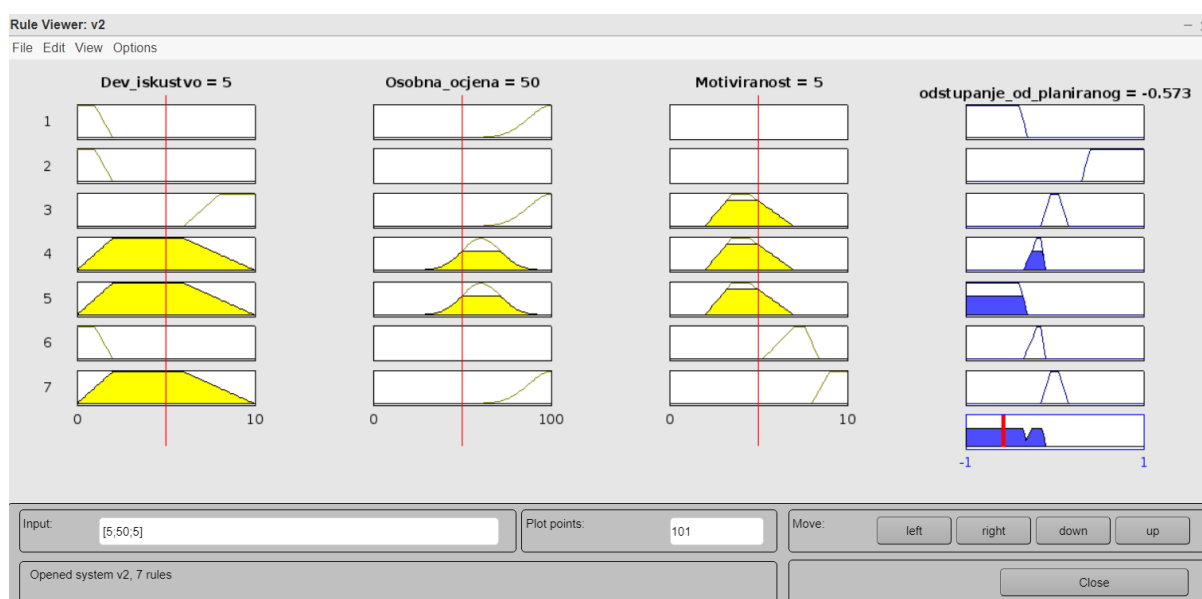 Rule Viewer: v2
File Edit View Options
Dev_iskustvo = 5
Osobna_ocjena = 50
Motiviranost = 5
odstupanje_od_planiranog = -0.573
1
2
3
4
5
6
7
0 10
0 100
0 10
-1 1
Input:
[5;50;5]
Plot points:
101
Move:
left right down up
Opened system v2, 7 rules
Close